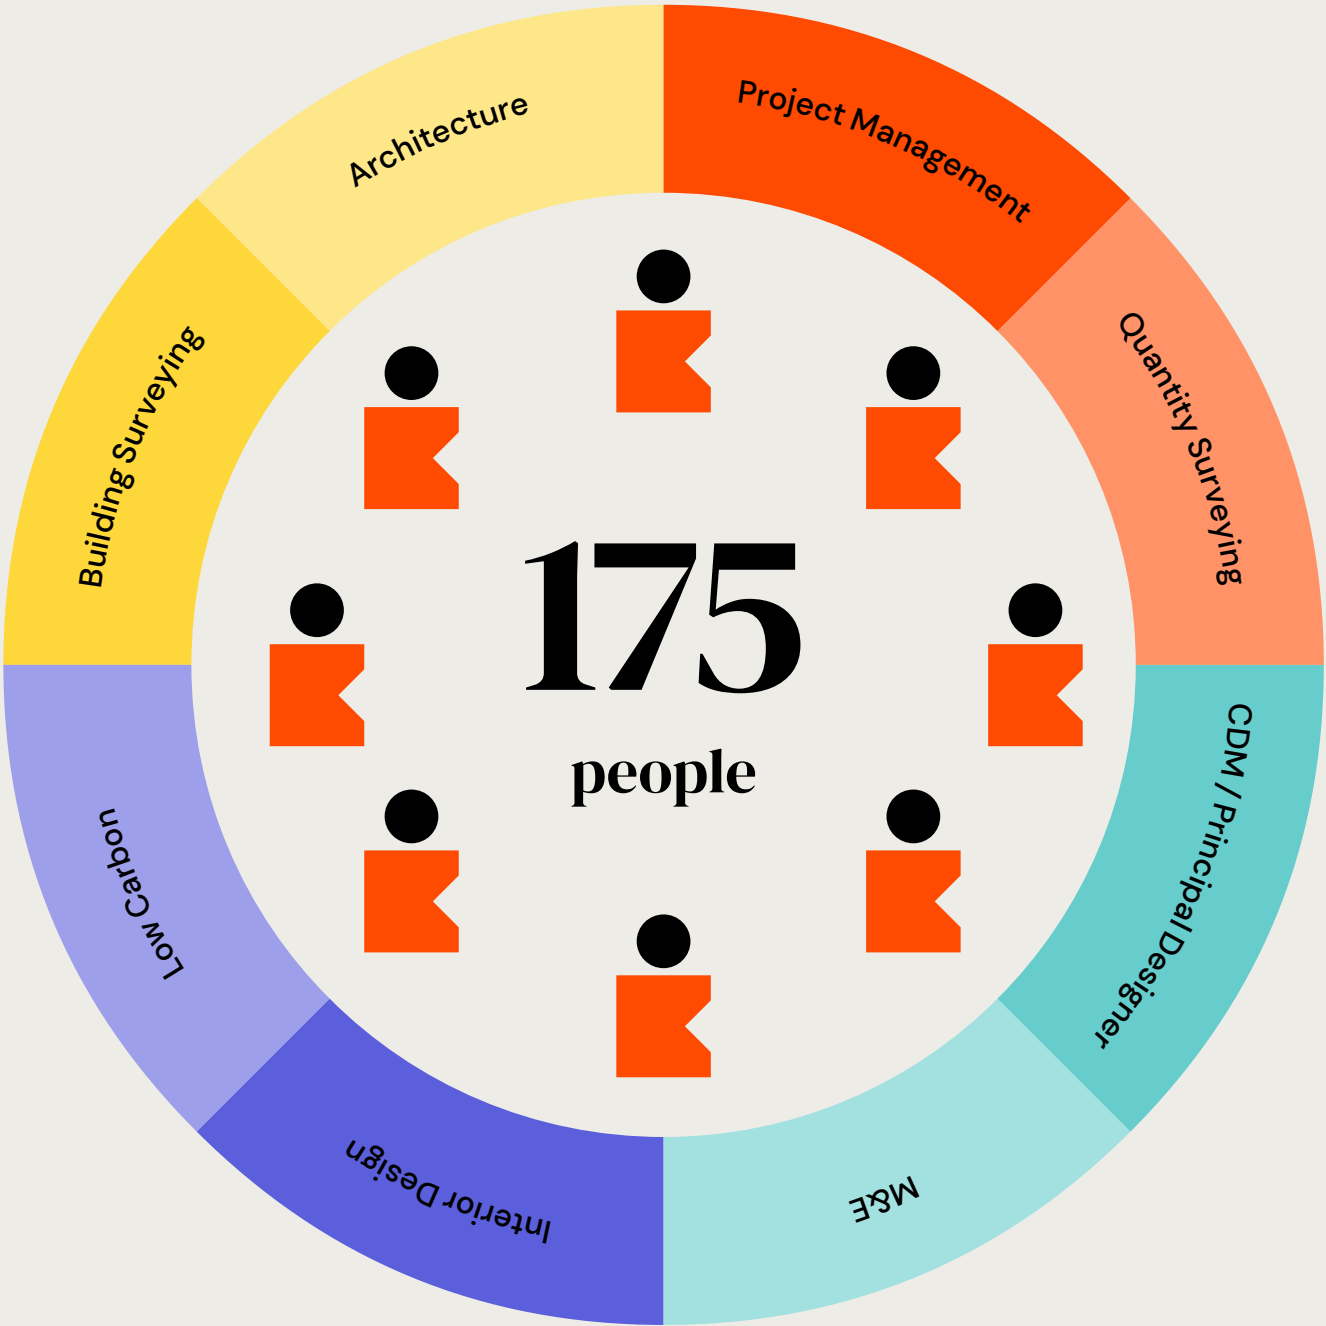 Project Management
Quantity Surveying
CDM / Principal Designer
M&E
Interior Design
Low Carbon
Building Surveying
Architecture
175
people